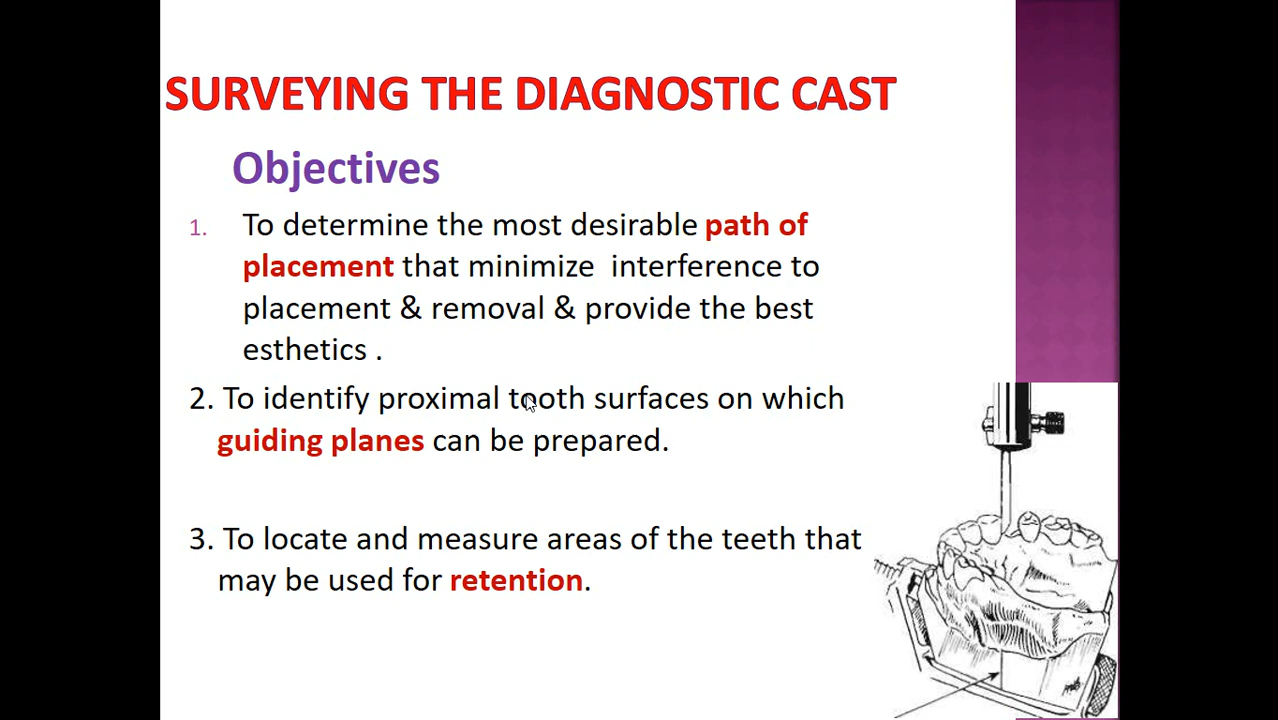 SURVEYING THE DIAGNOSTIC CAST
Objectives
1. To determine the most desirable path of
placement that minimize  interference to
placement & removal & provide the best
esthetics .
2. To identify proximal tooth surfaces on which
guiding planes can be prepared.
3. To locate and measure areas of the teeth that
may be used for retention.